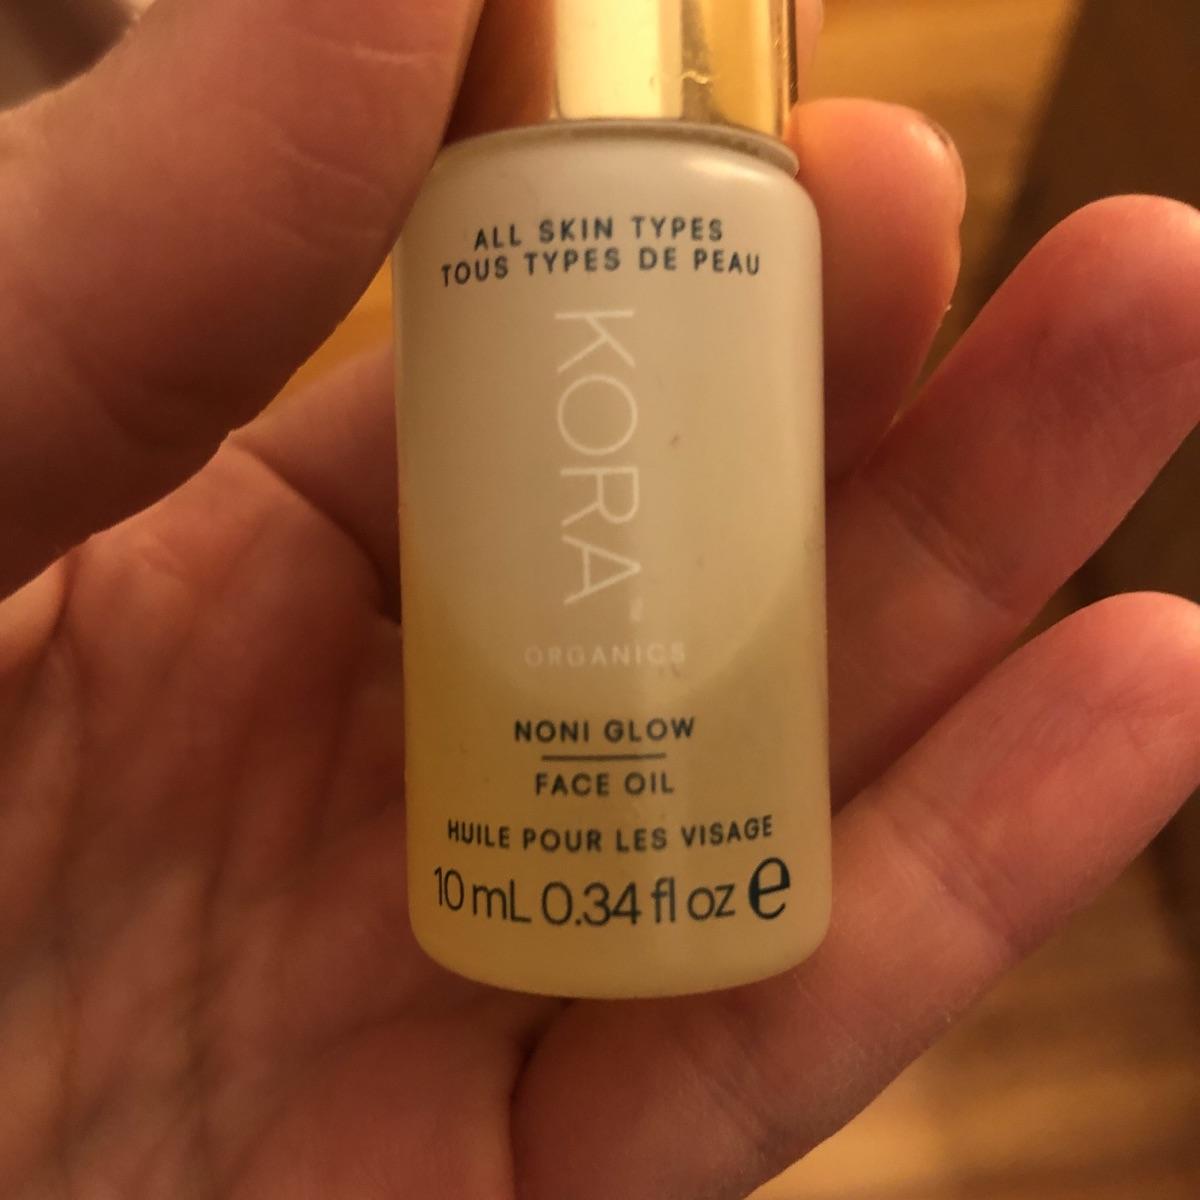 ALL SKIN TYPES
TOUS TYPES DE PEAU
KORA
ORGANICS
NONI GLOW
FACE OIL
HUILE POUR LES VISAGE
10 mL 0.34 fl oz e